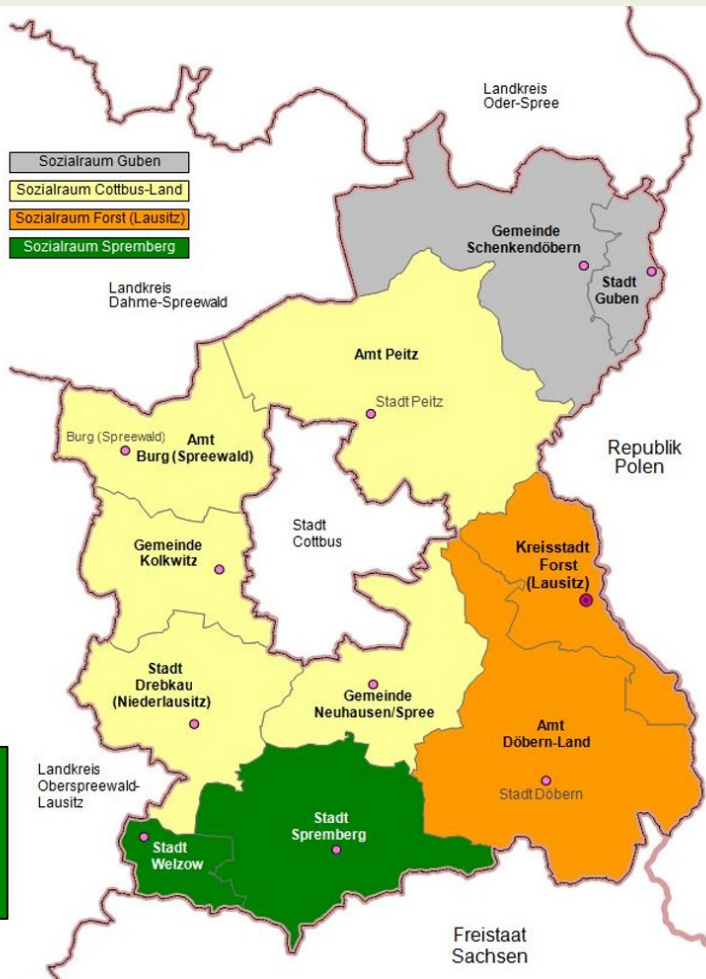 Landkreis
Oder-Spree
Sozialraum Guben
Sozialraum Cottbus-Land
Sozialraum Forst (Lausitz)
Sozialraum Spremberg
Gemeinde
Schenkendöbern
Stadt
Guben
Landkreis
Dahme-Spreewald
Amt Peitz
Stadt Peitz
Burg (Spreewald)
Amt
Burg (Spreewald)
Republik
Polen
Stadt
Cottbus
Gemeinde
Kolkwitz
Kreisstadt
Forst
(Lausitz)
Stadt
Drebkau
(Niederlausitz)
Gemeinde
Neuhausen/Spree
Amt
Döbern-Land
Stadt Döbern
Landkreis
Oberspreewald-
Lausitz
Stadt
Spremberg
Stadt
Welzow
Freistaat
Sachsen